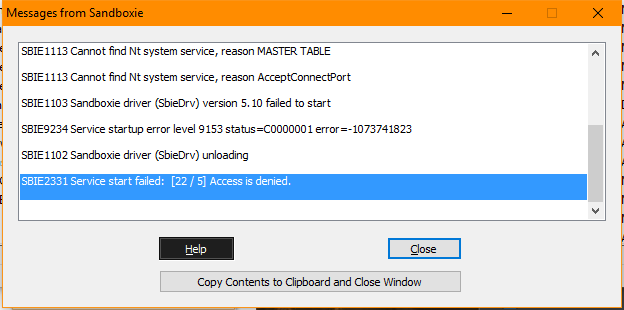 Messages from Sandboxie
SBIE1113 Cannot find Nt system service, reason MASTER TABLE
SBIE1113 Cannot find Nt system service, reason AcceptConnectPort
SBIE1103 Sandboxie driver (SbieDrv) version 5.10 failed to start
SBIE9234 Service startup error level 9153 status=C0000001 error=-1073741823
SBIE1102 Sandboxie driver (SbieDrv) unloading
SBIE2331 Service start failed:  [22 / 5] Access is denied.
Help
Close
Copy Contents to Clipboard and Close Window